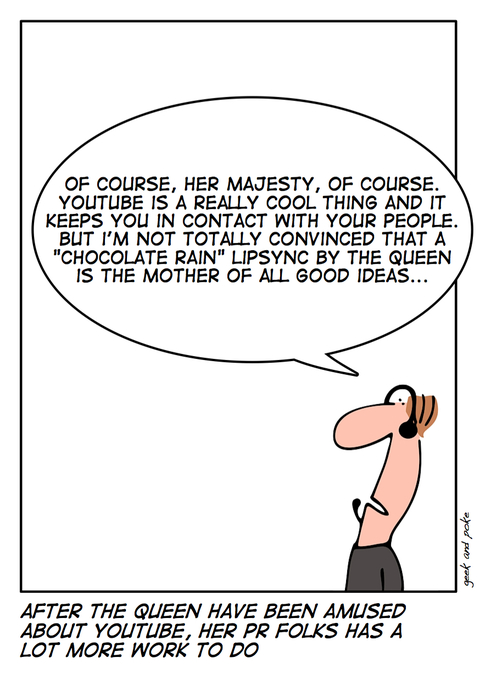 OF COURSE, HER MAJESTY, OF COURSE.
YOUTUBE IS A REALLY COOL THING AND IT
KEEPS YOU IN CONTACT WITH YOUR PEOPLE.
BUT I'M NOT TOTALLY CONVINCED THAT A
"CHOCOLATE RAIN" LIPSYNC BY THE QUEEN
IS THE MOTHER OF ALL GOOD IDEAS...
geek and poke
AFTER THE QUEEN HAVE BEEN AMUSED
ABOUT YOUTUBE, HER PR FOLKS HAS A
LOT MORE WORK TO DO